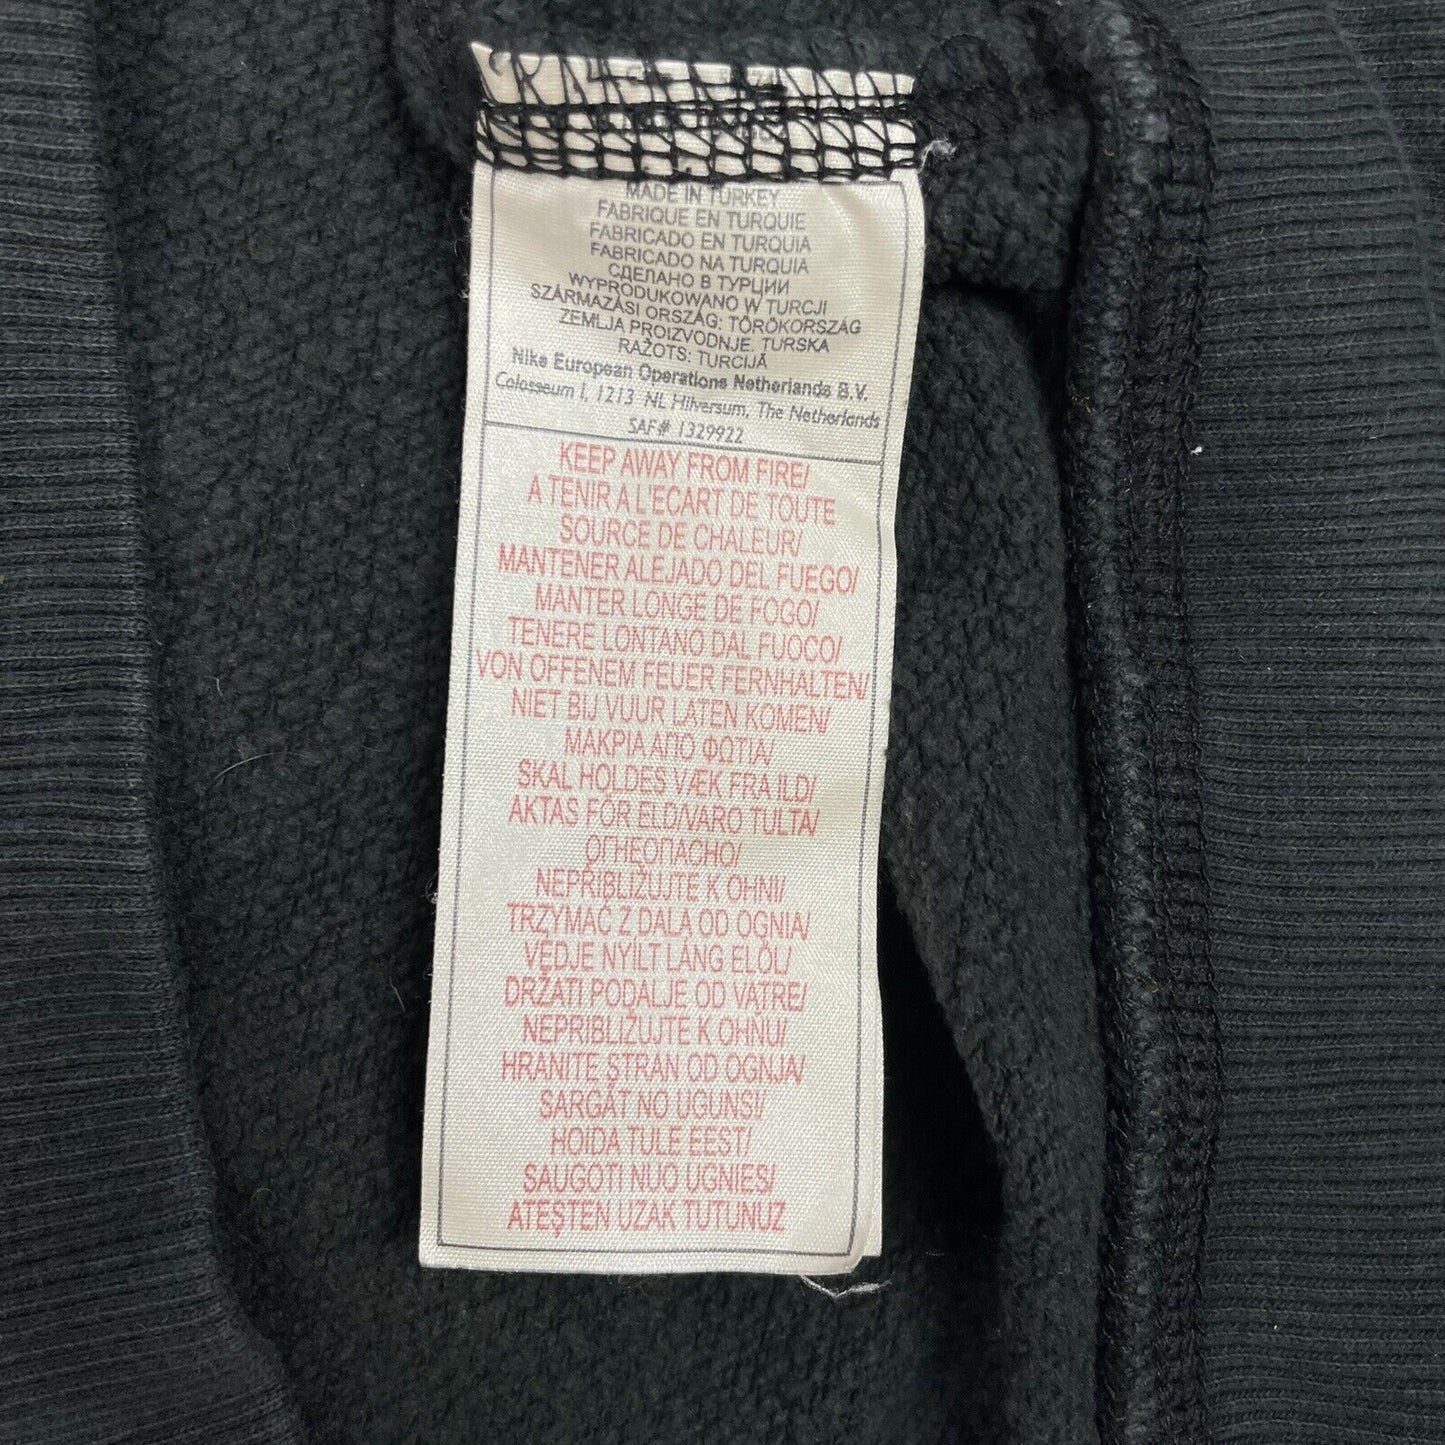 MADE IN TURKEY
FABRIQUE EN TURQUIE
FABRICADO EN TURQUIA
FABRICADO NA TURQUIA
СДЕЛАНО В ТУРЦИИ
WYPRODUKOWANO W TURCJI
SZÁRMAZÁSI ORSZÁG: TÖRÖKORSZÁG
ZEMLJA PROIZVODNJE: TURSKA
RAŽOTS: TURCIJĀ
Nike European Operations Netherlands B.V.
Colosseum 1, 1213 NL Hilversum, The Netherlands
SAF# 1329922
KEEP AWAY FROM FIRE/
A TENIR A L'ECART DE TOUTE
SOURCE DE CHALEUR/
MANTENER ALEJADO DEL FUEGO/
MANTER LONGE DE FOGO/
TENERE LONTANO DAL FUOCO/
VON OFFENEM FEUER FERNHALTEN/
NIET BIJ VUUR LATEN KOMEN/
ΜΑΚΡΙΑ ΑΠΟ ΦΩΤΙΑ/
SKAL HOLDES VÆK FRA ILD/
AKTAS FÖR ELD/VARO TULTA/
ОГНЕОПАСНО/
NEPŘIBLIŽUJTE K OHNI/
TRZYMAĆ Z DALA OD OGNIA/
VÉDJE NYÍLT LÁNG ELŐL/
DRŽATI PODALJE OD VATRE/
NEPRIBLIŽUJTE K OHŇU/
HRANITE STRAN OD OGNJA/
SARGĀT NO UGUNS/
HOIDA TULE EEST/
SAUGOTI NUO UGNIES/
ATEŞTEN UZAK TUTUNUZ